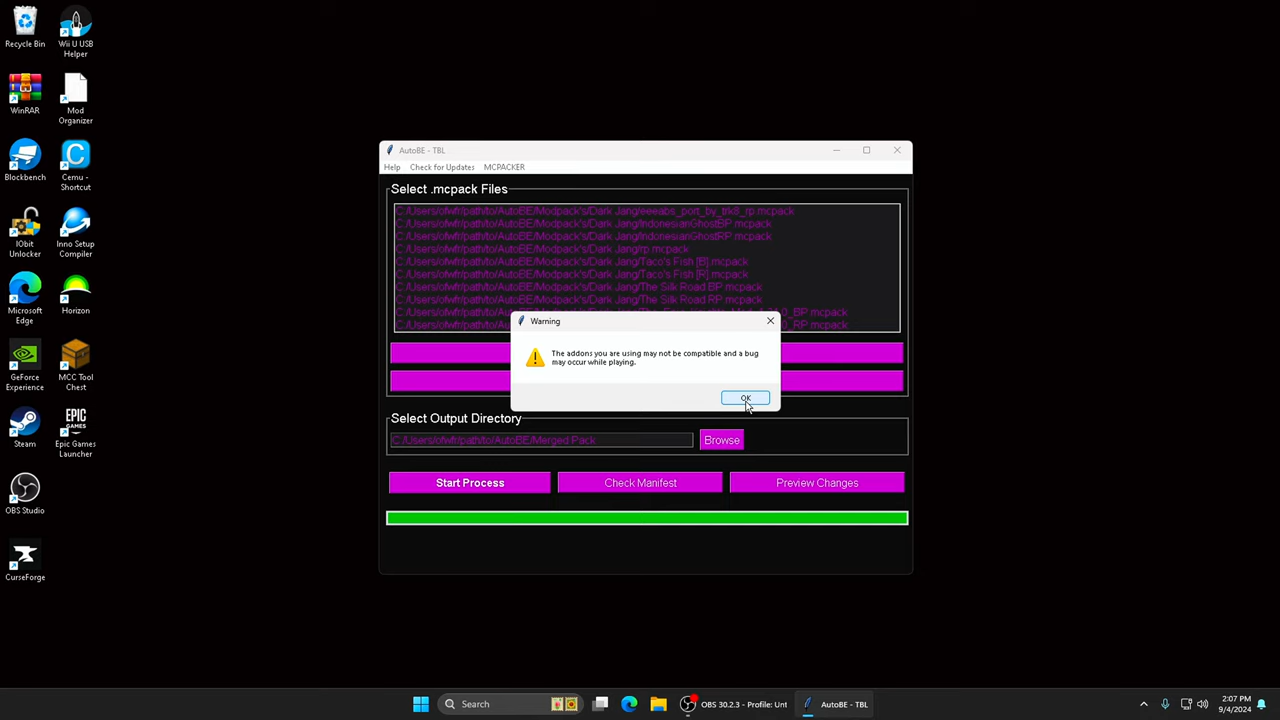 Recycle Bin
Wii U USB
Helper
WinRAR
Mod
Organizer
Blockbench
Cemu -
Shortcut
IObit
Unlocker
Inno Setup
Compiler
Microsoft
Edge
Horizon
GeForce
Experience
MCC Tool
Chest
Steam
Epic Games
Launcher
OBS Studio
CurseForge
AutoBE - TBL
Help Check for Updates MCPACKER
Select .mcpack Files
C:/Users/ofwfr/path/to/AutoBE/Modpack's/Dark Jang/eeeabs_port_by_trk8_rp.mcpack
C:/Users/ofwfr/path/to/AutoBE/Modpack's/Dark Jang/IndonesianGhostBP.mcpack
C:/Users/ofwfr/path/to/AutoBE/Modpack's/Dark Jang/IndonesianGhostRP.mcpack
C:/Users/ofwfr/path/to/AutoBE/Modpack's/Dark Jang/rp.mcpack
C:/Users/ofwfr/path/to/AutoBE/Modpack's/Dark Jang/Taco's Fish [B].mcpack
C:/Users/ofwfr/path/to/AutoBE/Modpack's/Dark Jang/Taco's Fish [R].mcpack
C:/Users/ofwfr/path/to/AutoBE/Modpack's/Dark Jang/The Silk Road BP.mcpack
C:/Users/ofwfr/path/to/AutoBE/Modpack's/Dark Jang/The Silk Road RP.mcpack
Warning
The addons you are using may not be compatible and a bug
may occur while playing.
OK
Select Output Directory
C:/Users/ofwfr/path/to/AutoBE/Merged Pack
Browse
Start Process
Check Manifest
Preview Changes
Search
OBS 30.2.3 - Profile: Unt
AutoBE - TBL
2:07 PM
9/4/2024